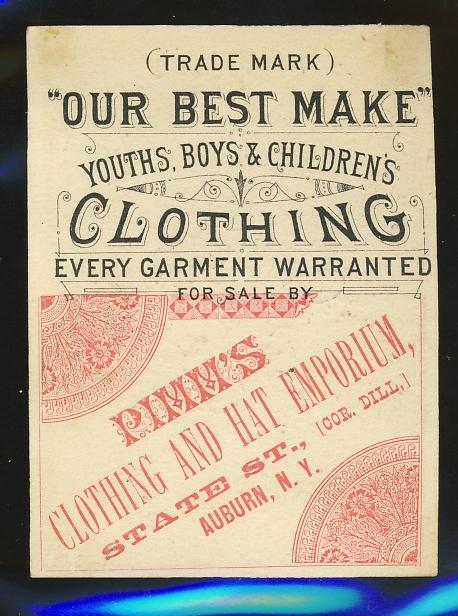 (TRADE MARK)
"OUR BEST MAKE"
YOUTHS, BOYS, & CHILDREN'S
CLOTHING
EVERY GARMENT WARRANTED
FOR SALE BY
CLOTHING AND HAT EMPORIUM,
STATE ST., [COR. DILL,]
AUBURN, N. Y.